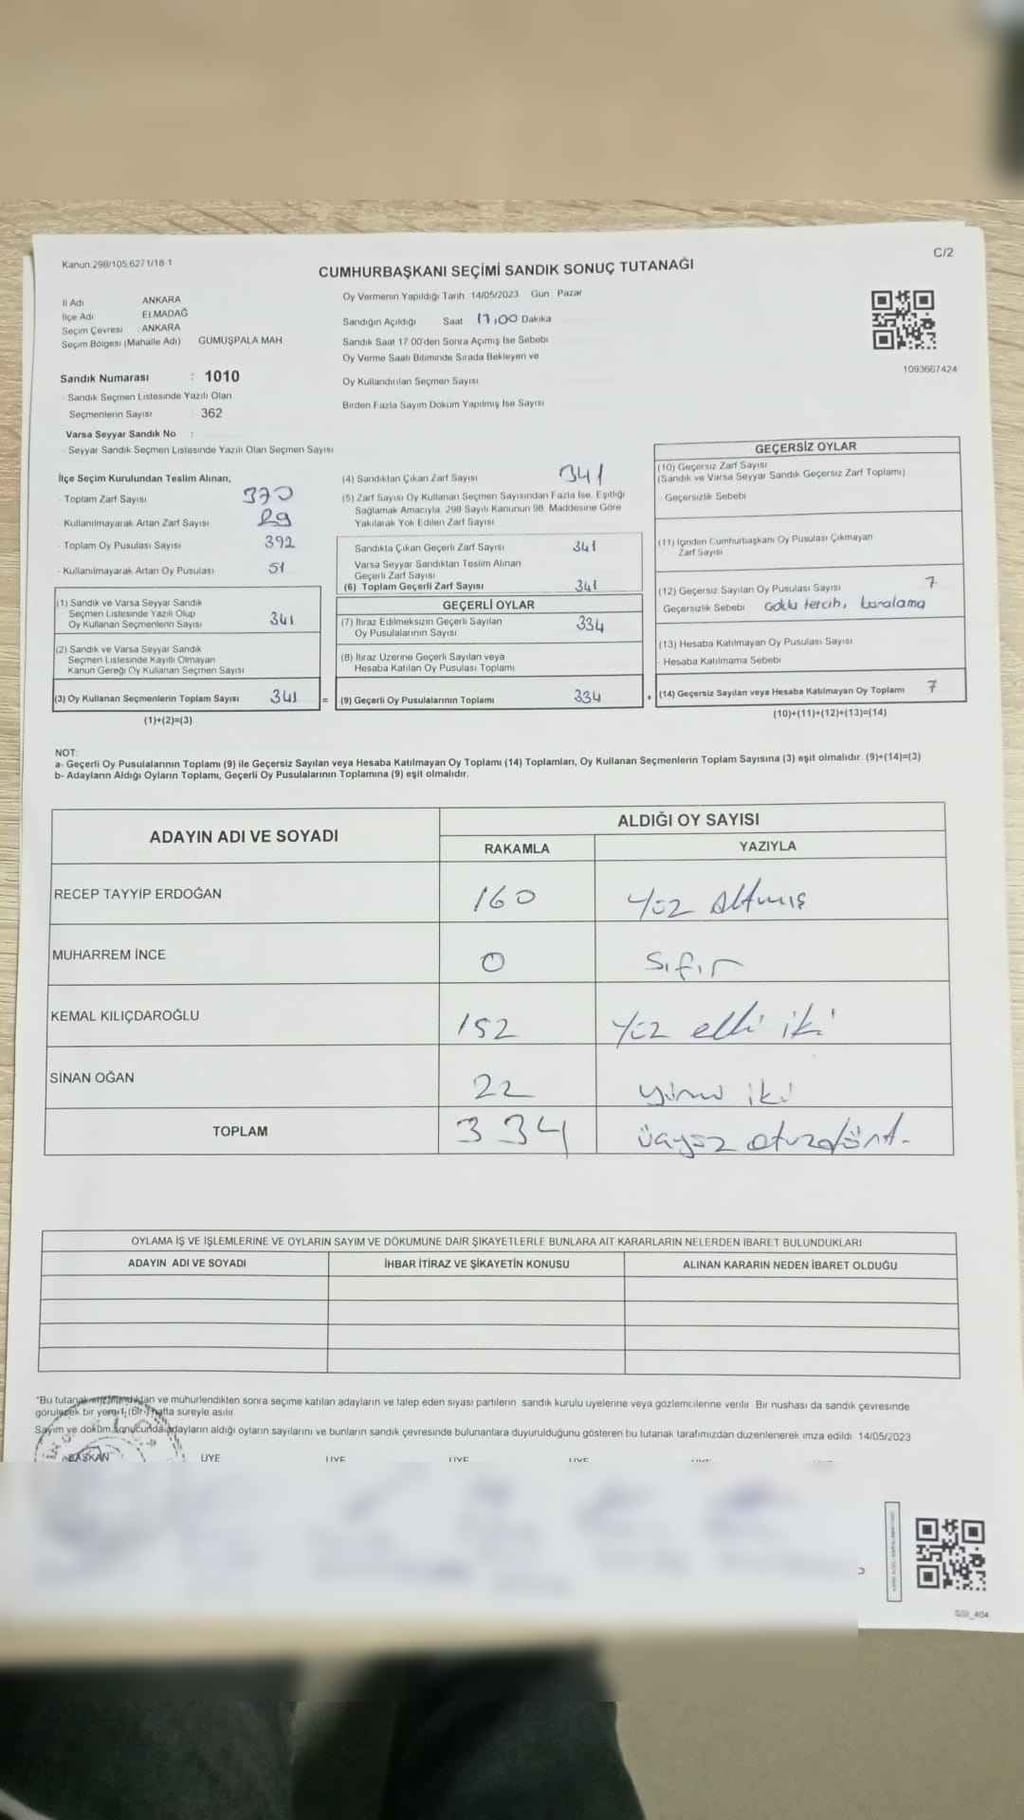 Kanun:298/105,6271/18-1
C/2
CUMHURBAŞKANI SEÇİMİ SANDIK SONUÇ TUTANAĞI
İl Adı ANKARA
İlçe Adı ELMADAĞ
Seçim Çevresi : ANKARA
Seçim Bölgesi (Mahalle Adı) GÜMÜŞPALA MAH
Sandık Numarası : 1010
Sandık Seçmen Listesinde Yazılı Olan
Seçmenlerin Sayısı 362
Varsa Seyyar Sandık No :
Seyyar Sandık Seçmen Listesinde Yazılı Olan Seçmen Sayısı
Oy Vermenin Yapıldığı Tarih 14/05/2023 Gün Pazar
Sandığın Açıldığı Saat 17,00 Dakika
Sandık Saat 17.00'den Sonra Açımış İse Sebebi
Oy Verme Saati Bitiminde Sırada Bekleyen ve
Oy Kullandırılan Seçmen Sayısı
Birden Fazla Sayım Döküm Yapılmış İse Sayısı
1093667424
İlçe Seçim Kurulundan Teslim Alınan,
Toplam Zarf Sayısı 370
Kullanılmayarak Artan Zarf Sayısı 29
Toplam Oy Pusulası Sayısı 392
Kullanılmayarak Artan Oy Pusulası 51
(1) Sandık ve Varsa Seyyar Sandık
Seçmen Listesinde Yazılı Olup
Oy Kullanan Seçmenlerin Sayısı 341
(2) Sandık ve Varsa Seyyar Sandık
Seçmen Listesinde Kayıtlı Olmayan
Kanun Gereği Oy Kullanan Seçmen Sayısı
(3) Oy Kullanan Seçmenlerin Toplam Sayısı 341 =
(1)+(2)=(3)
(4) Sandıktan Çıkan Zarf Sayısı 341
(5) Zarf Sayısı Oy Kullanan Seçmen Sayısından Fazla İse, Eşitliği
Sağlamak Amacıyla, 298 Sayılı Kanunun 98. Maddesine Göre
Yakılarak Yok Edilen Zarf Sayısı
Sandıkta Çıkan Geçerli Zarf Sayısı 341
Varsa Seyyar Sandıktan Teslim Alınan
Geçerli Zarf Sayısı
(6) Toplam Geçerli Zarf Sayısı 341
GEÇERLİ OYLAR
(7) İtiraz Edilmeksizin Geçerli Sayılan
Oy Pusulalarının Sayısı 334
(8) İtiraz Üzerine Geçerli Sayılan veya
Hesaba Katılan Oy Pusulası Toplamı
(9) Geçerli Oy Pusulalarının Toplamı 334 +
GEÇERSİZ OYLAR
(10) Geçersiz Zarf Sayısı
(Sandık ve Varsa Seyyar Sandık Geçersiz Zarf Toplamı)
Geçersizlik Sebebi
(11) İçinden Cumhurbaşkanı Oy Pusulası Çıkmayan
Zarf Sayısı
(12) Geçersiz Sayılan Oy Pusulası Sayısı 7
Geçersizlik Sebebi Çoklu tercih, karalama
(13) Hesaba Katılmayan Oy Pusulası Sayısı
Hesaba Katılmama Sebebi
(14) Geçersiz Sayılan veya Hesaba Katılmayan Oy Toplamı 7
(10)+(11)+(12)+(13)=(14)
NOT:
a- Geçerli Oy Pusulalarının Toplamı (9) ile Geçersiz Sayılan veya Hesaba Katılmayan Oy Toplamı (14) Toplamları, Oy Kullanan Seçmenlerin Toplam Sayısına (3) eşit olmalıdır. (9)+(14)=(3)
b- Adayların Aldığı Oyların Toplamı, Geçerli Oy Pusulalarının Toplamına (9) eşit olmalıdır.
ADAYIN ADI VE SOYADI
ALDIĞI OY SAYISI
RAKAMLA YAZIYLA
RECEP TAYYİP ERDOĞAN 160 Yüz Altmış
MUHARREM İNCE 0 Sıfır
KEMAL KILIÇDAROĞLU 152 Yüz elli iki
SİNAN OĞAN 22 yirmi iki
TOPLAM 334 üçyüz otuzdört.
OYLAMA İŞ VE İŞLEMLERİNE VE OYLARIN SAYIM VE DÖKÜMÜNE DAİR ŞİKAYETLERLE BUNLARA AİT KARARLARIN NELERDEN İBARET BULUNDUKLARI
ADAYIN ADI VE SOYADI İHBAR İTİRAZ VE ŞİKAYETİN KONUSU ALINAN KARARIN NEDEN İBARET OLDUĞU
"Bu tutanak ve mühürlendikten sonra seçime katılan adayların ve talep eden siyasi partilerin sandık kurulu üyelerine veya gözlemcilerine verilir. Bir nüshası da sandık çevresinde
görülecek bir yere 1 (bir) hafta süreyle asılır.
Sayım ve döküm sonucunda adayların aldığı oyların sayılarını ve bunların sandık çevresinde bulunanlara duyurulduğunu gösteren bu tutanak tarafımızdan düzenlenerek imza edildi. 14/05/2023
BAŞKAN ÜYE ÜYE ÜYE ÜYE